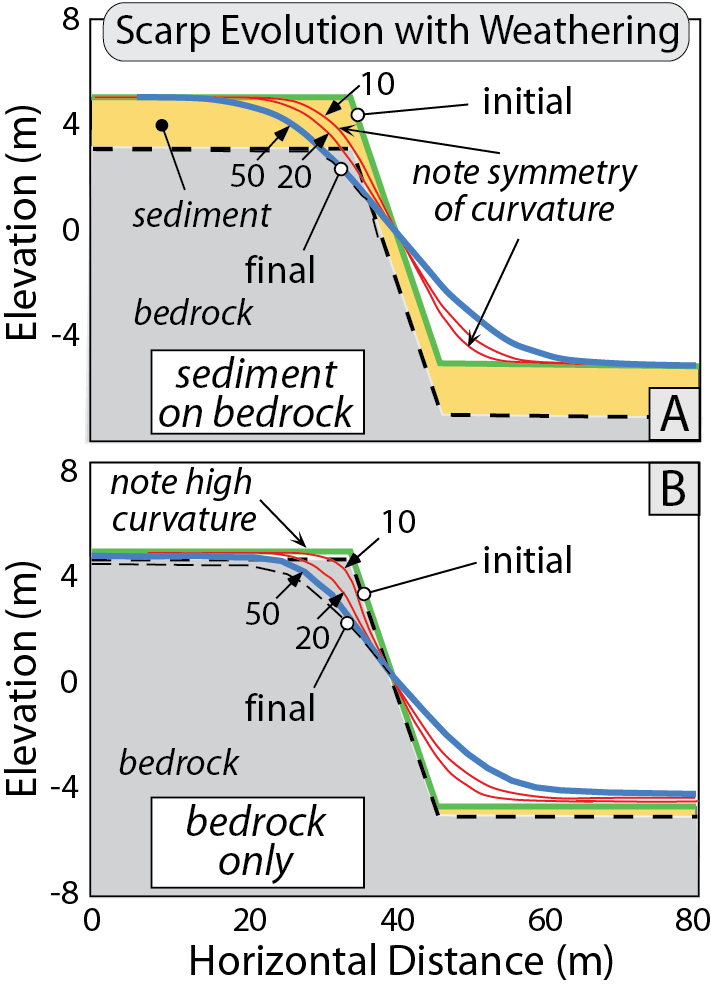 Scarp Evolution with Weathering
8
4
0
-4
Elevation (m)
10
initial
50 20
note symmetry
of curvature
sediment
final
bedrock
sediment
on bedrock
A
8
4
0
-4
-8
Elevation (m)
note high
curvature
B
10
initial
50
20
final
bedrock
bedrock
only
0 20 40 60 80
Horizontal Distance (m)